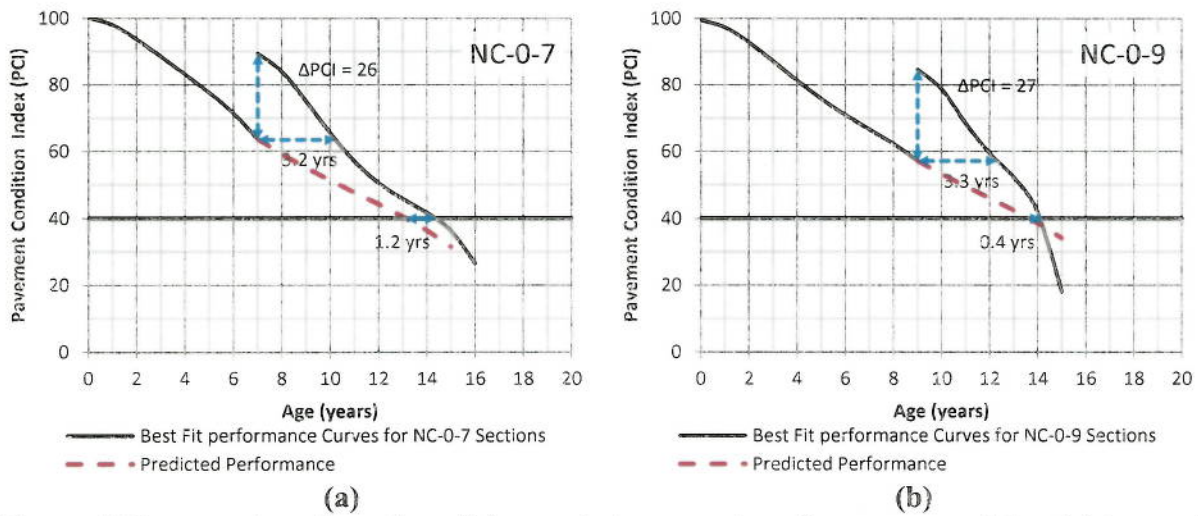 NC-0-7
ΔPCI = 26
3.2 yrs
1.2 yrs
Pavement Condition Index (PCI)
100
80
60
40
20
0
0 2 4 6 8 10 12 14 16 18 20
Age (years)
Best Fit performance Curves for NC-0-7 Sections
Predicted Performance
(a)
NC-0-9
ΔPCI = 27
3.3 yrs
0.4 yrs
Pavement Condition Index (PCI)
100
80
60
40
20
0
0 2 4 6 8 10 12 14 16 18 20
Age (years)
Best Fit performance Curves for NC-0-9 Sections
Predicted Performance
(b)